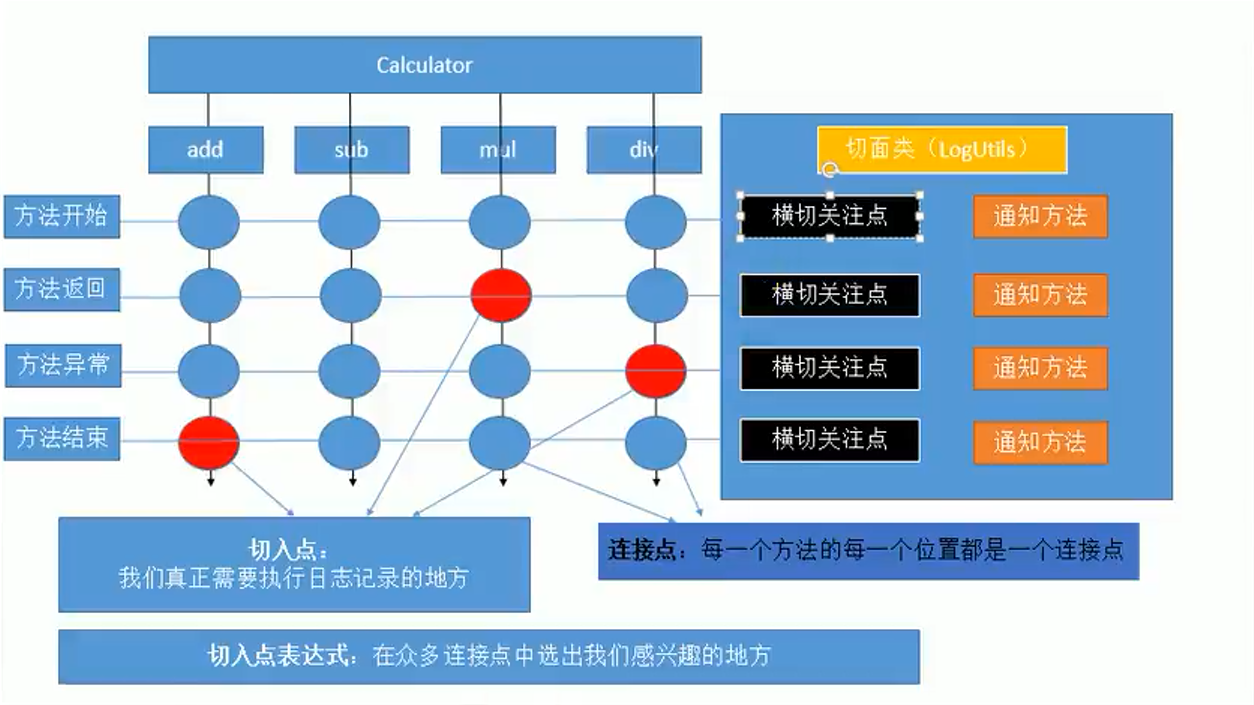 Calculator
add
sub
mul
div
切面类（LogUtils）
方法开始
横切关注点
通知方法
方法返回
横切关注点
通知方法
方法异常
横切关注点
通知方法
方法结束
横切关注点
通知方法
切入点：
我们真正需要执行日志记录的地方
连接点：每一个方法的每一个位置都是一个连接点
切入点表达式：在众多连接点中选出我们感兴趣的地方